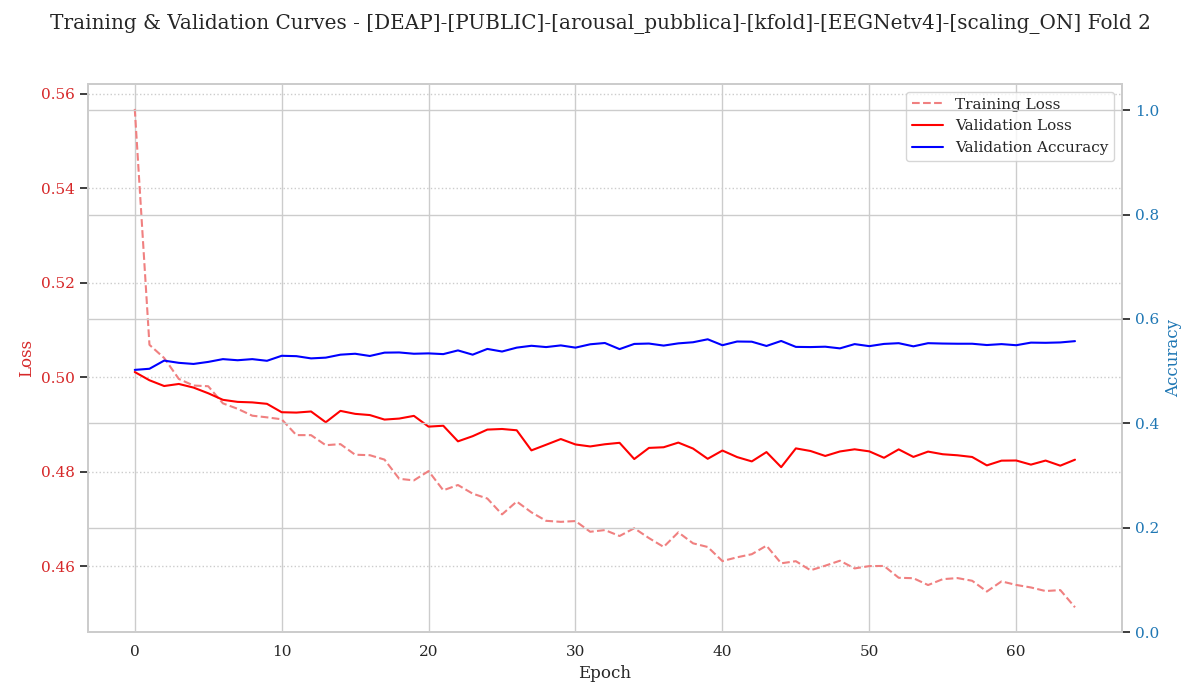 Training & Validation Curves - [DEAP]-[PUBLIC]-[arousal_pubblica]-[kfold]-[EEGNetv4]-[scaling_ON] Fold 2
Training Loss
Validation Loss
Validation Accuracy
Loss
0.56
0.54
0.52
0.50
0.48
0.46
1.0
0.8
0.6
0.4
0.2
0.0
Accuracy
0
10
20
30
40
50
60
Epoch